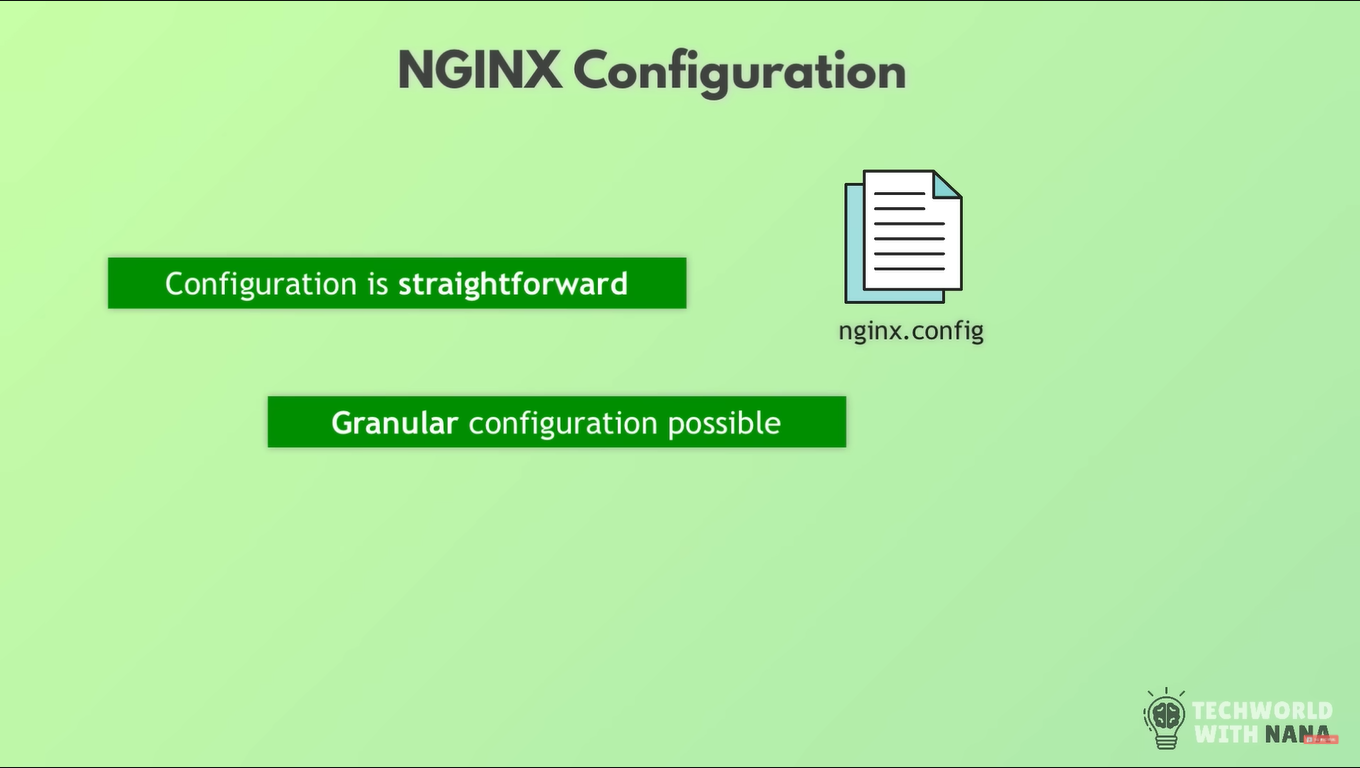 NGINX Configuration
Configuration is straightforward
nginx.config
Granular configuration possible
TECHWORLD
WITH NANA